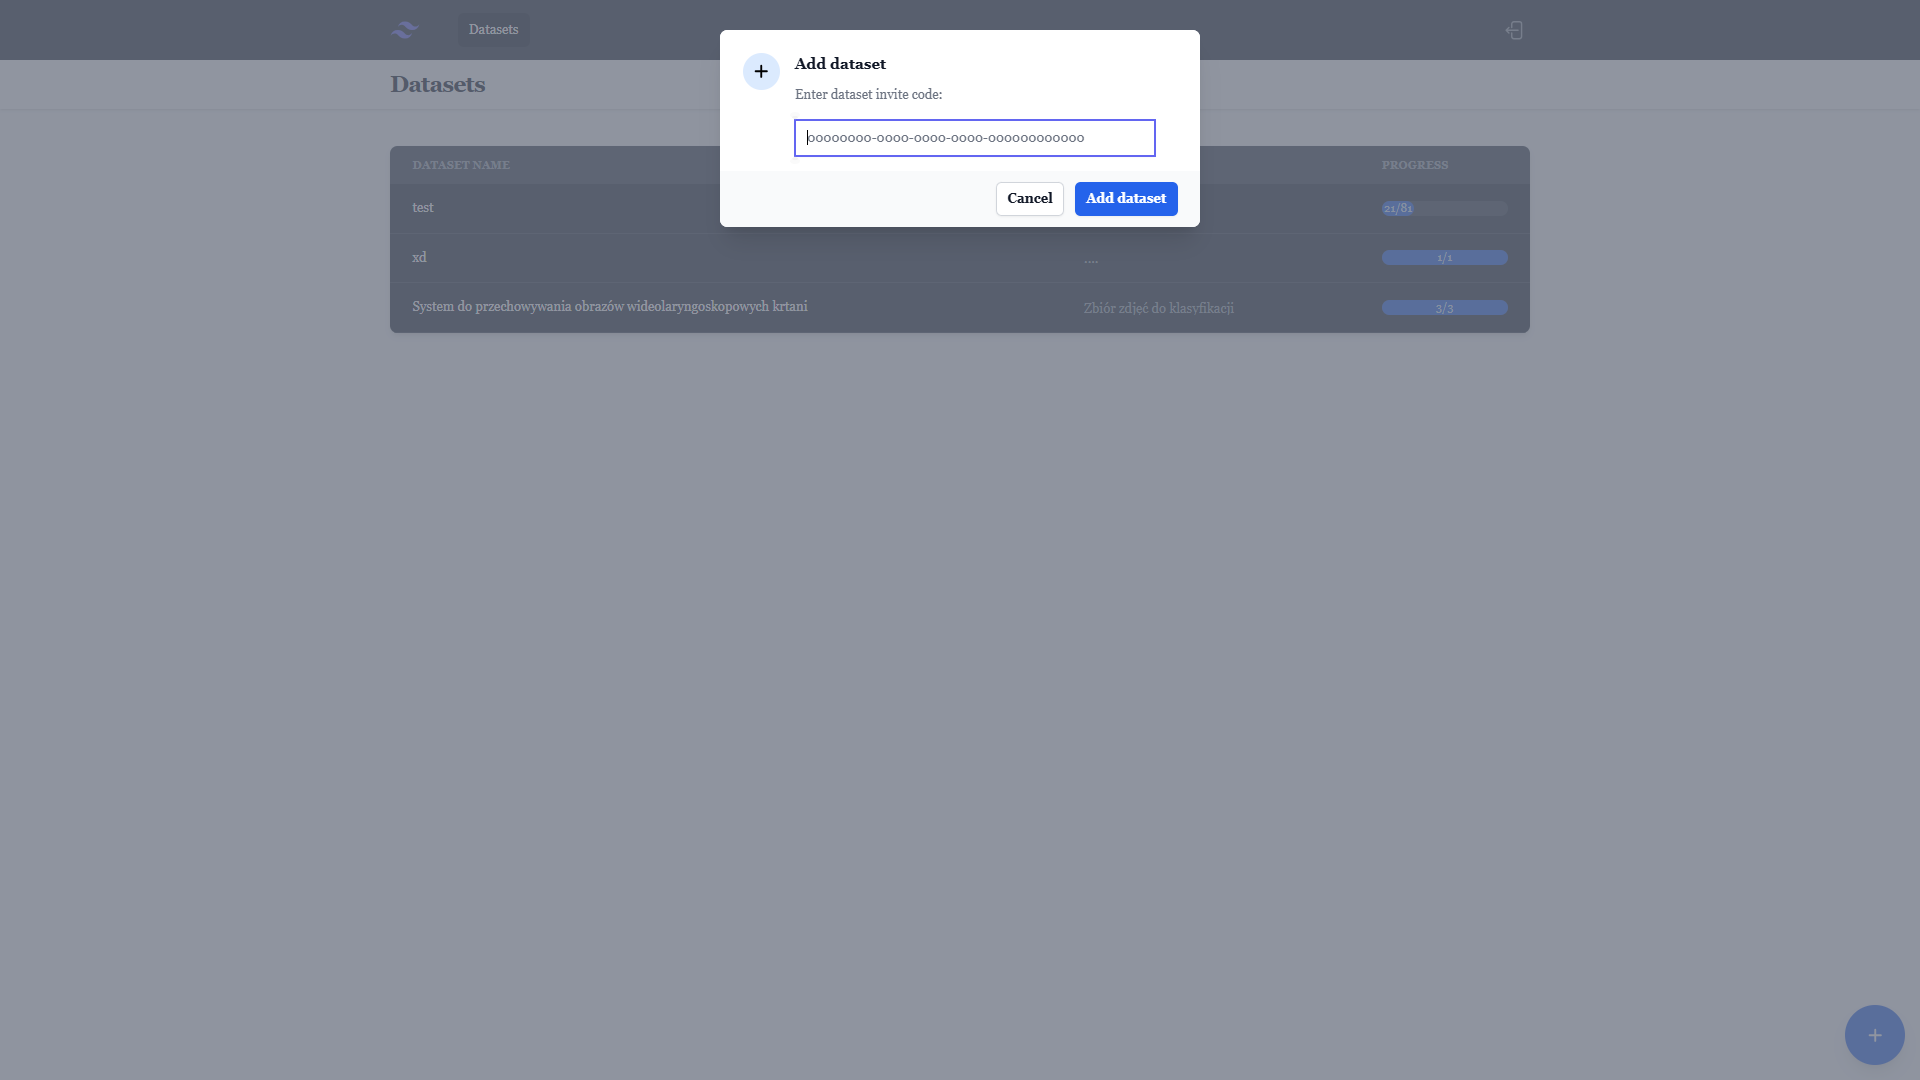 Datasets
Datasets
Add dataset
Enter dataset invite code:
00000000-0000-0000-0000-000000000000
Cancel
Add dataset
DATASET NAME
PROGRESS
test
21/81
xd
....
1/1
System do przechowywania obrazów wideolaryngoskopowych krtani
Zbiór zdjęć do klasyfikacji
3/3